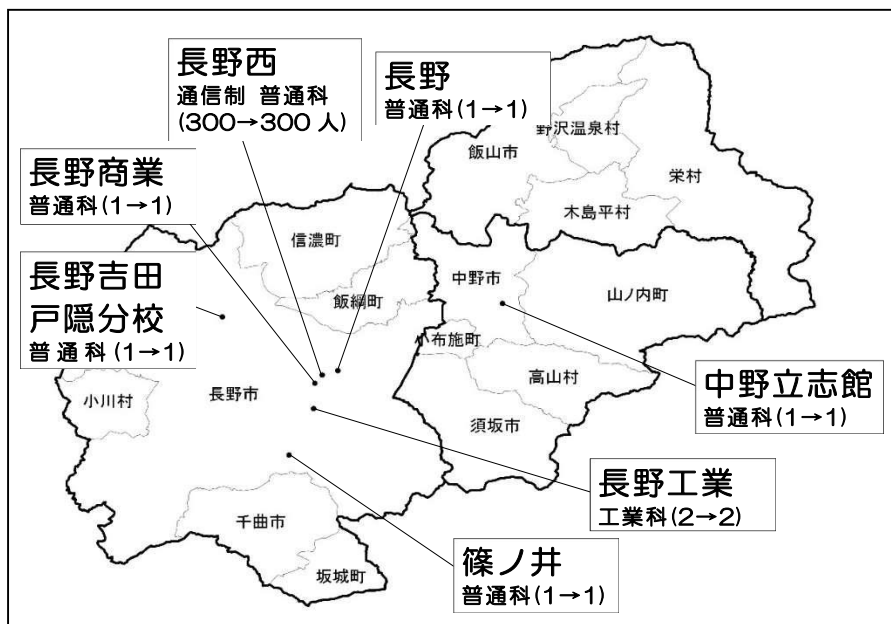 長野西
通信制 普通科
(300→300人)
長野
普通科(1→1)
長野商業
普通科(1→1)
長野吉田
戸隠分校
普通科(1→1)
野沢温泉村
飯山市
栄村
木島平村
信濃町
中野市
飯綱町
山ノ内町
小布施町
高山村
小川村
長野市
須坂市
中野立志館
普通科(1→1)
長野工業
工業科(2→2)
千曲市
坂城町
篠ノ井
普通科(1→1)